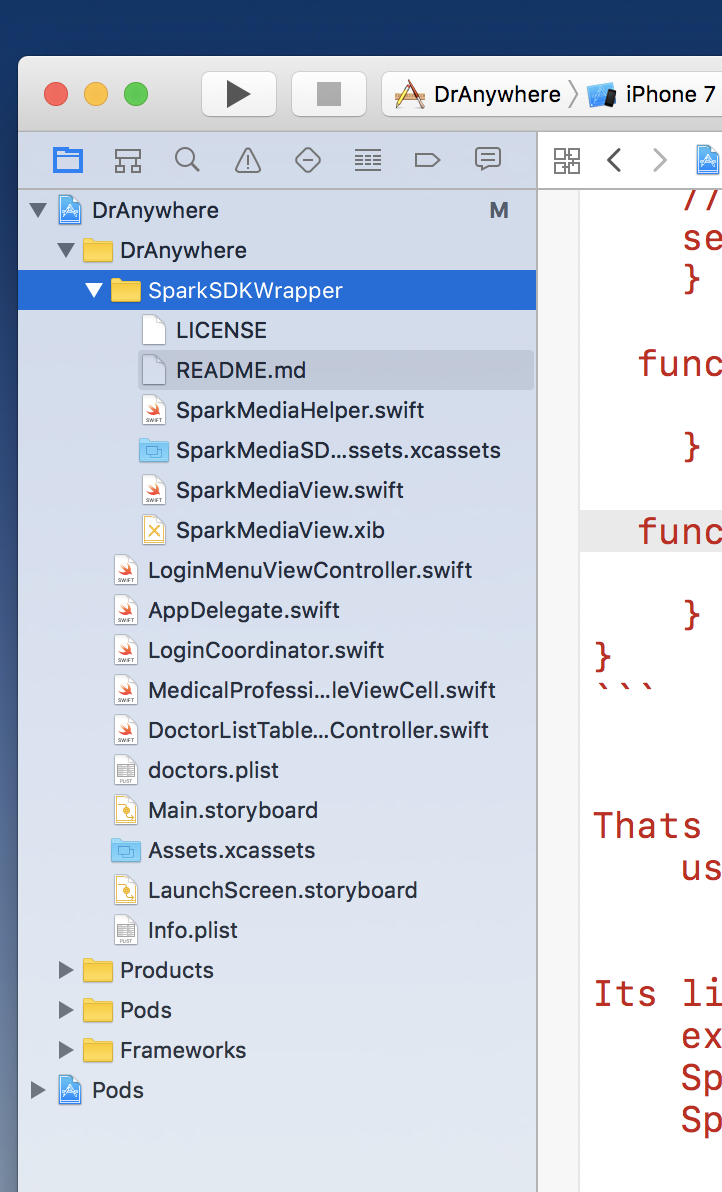 DrAnywhere
iPhone 7
DrAnywhere
M
DrAnywhere
SparkSDKWrapper
LICENSE
README.md
SparkMediaHelper.swift
SparkMediaSD...ssets.xcassets
SparkMediaView.swift
SparkMediaView.xib
LoginMenuViewController.swift
AppDelegate.swift
LoginCoordinator.swift
MedicalProfessi...leViewCell.swift
DoctorListTable...Controller.swift
doctors.plist
Main.storyboard
Assets.xcassets
LaunchScreen.storyboard
Info.plist
Products
Pods
Frameworks
Pods
//
se
}
func
}
func
}
}
```
Thats
us
Its li
ex
Sp
Sp